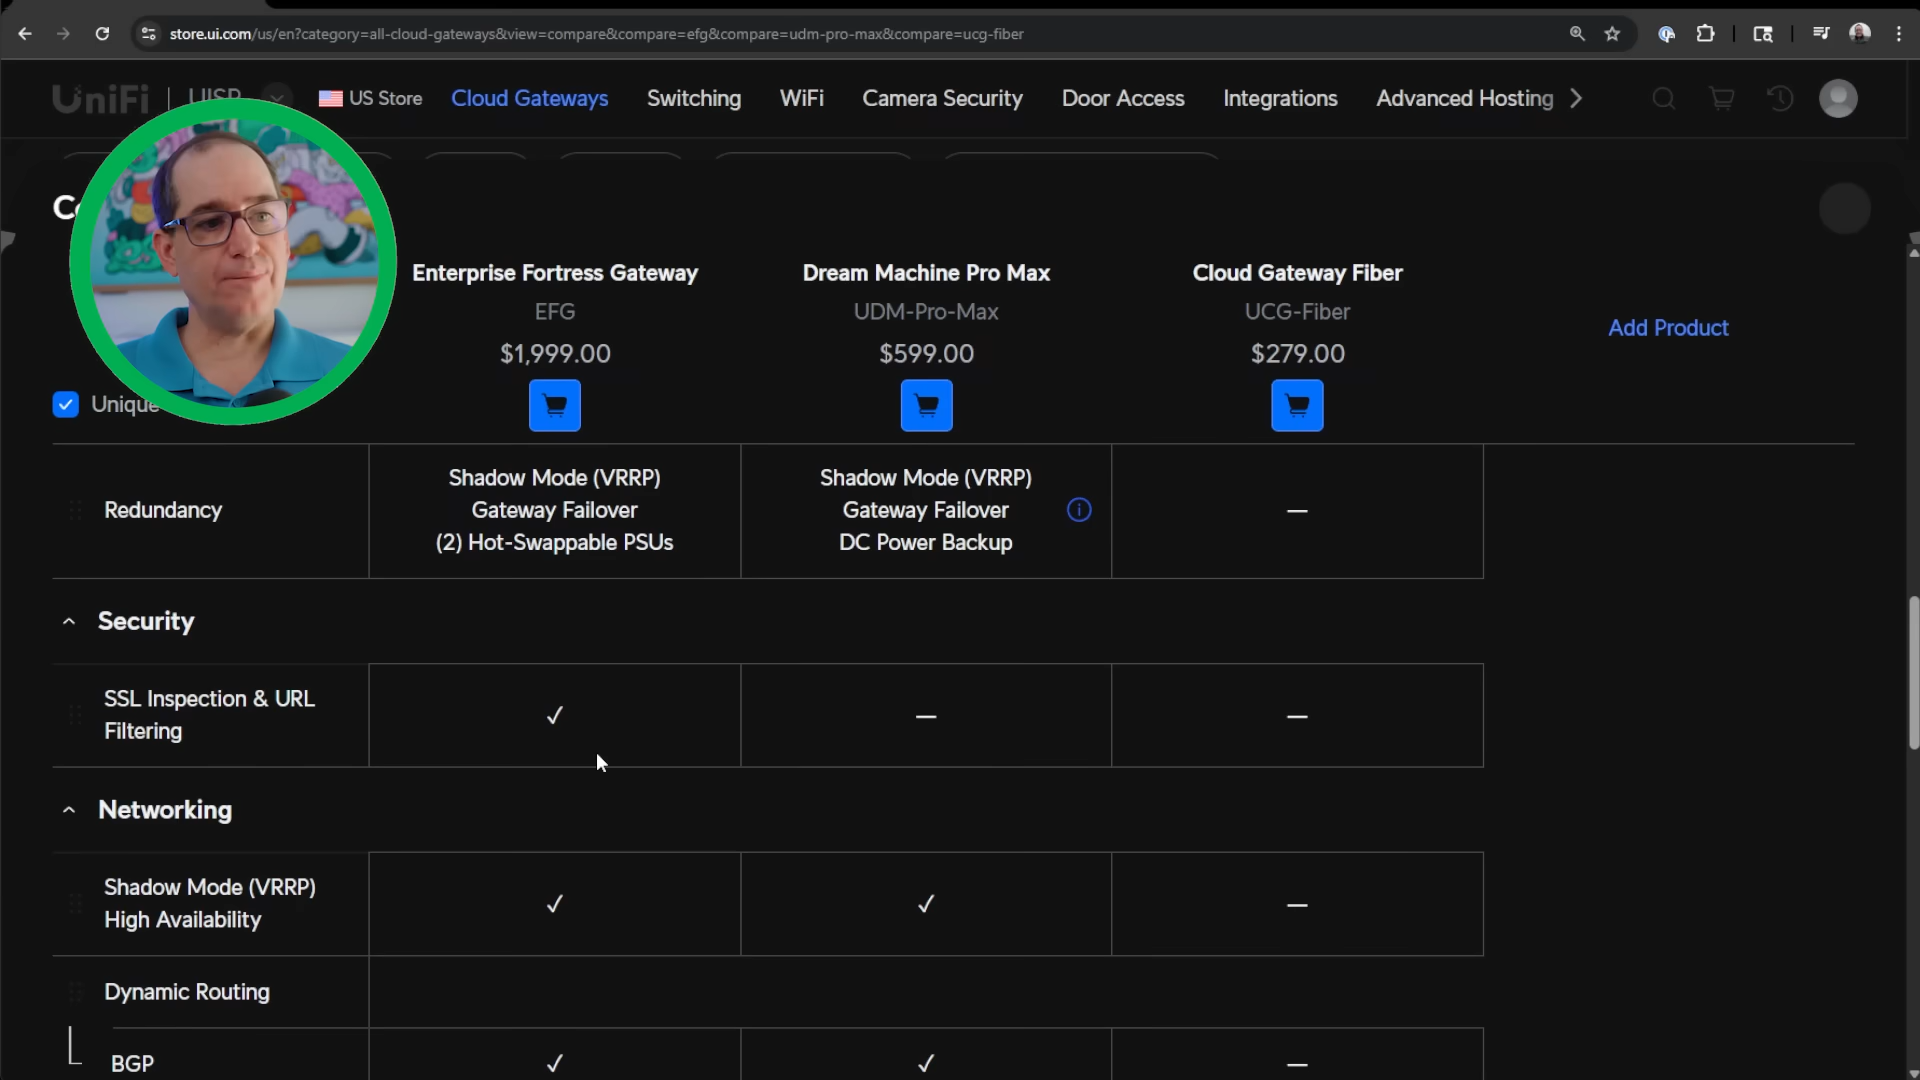 store.ui.com/us/en?category=all-cloud-gateways&view=compare&compare=efg&compare=udm-pro-max&compare=ucg-fiber
UniFi | UISP US Store Cloud Gateways Switching WiFi Camera Security Door Access Integrations Advanced Hosting
Enterprise Fortress Gateway
EFG
$1,999.00
Dream Machine Pro Max
UDM-Pro-Max
$599.00
Cloud Gateway Fiber
UCG-Fiber
$279.00
Add Product
Unique
Redundancy
Shadow Mode (VRRP)
Gateway Failover
(2) Hot-Swappable PSUs
Shadow Mode (VRRP)
Gateway Failover
DC Power Backup
—
Security
SSL Inspection & URL
Filtering
✓ — —
Networking
Shadow Mode (VRRP)
High Availability
✓ ✓ —
Dynamic Routing
BGP ✓ ✓ —